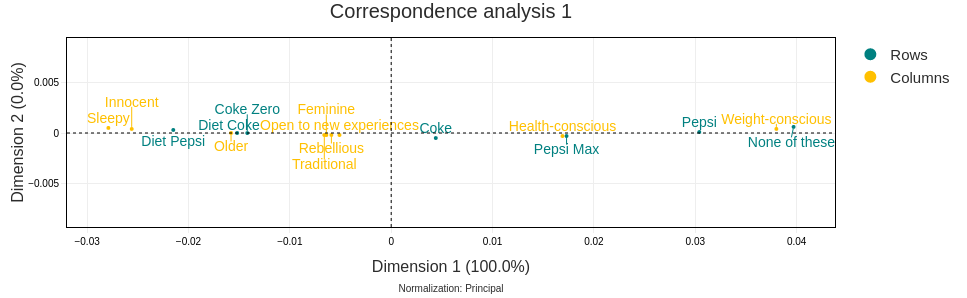 Correspondence analysis 1
Rows
Columns
Dimension 2 (0.0%)
0.005
0
−0.005
Innocent
Sleepy
Coke Zero
Feminine
Diet Coke
Open to new experiences
Coke
Health-conscious
Pepsi
Weight-conscious
Diet Pepsi
Older
Rebellious
Traditional
Pepsi Max
None of these
−0.03
−0.02
−0.01
0
0.01
0.02
0.03
0.04
Dimension 1 (100.0%)
Normalization: Principal